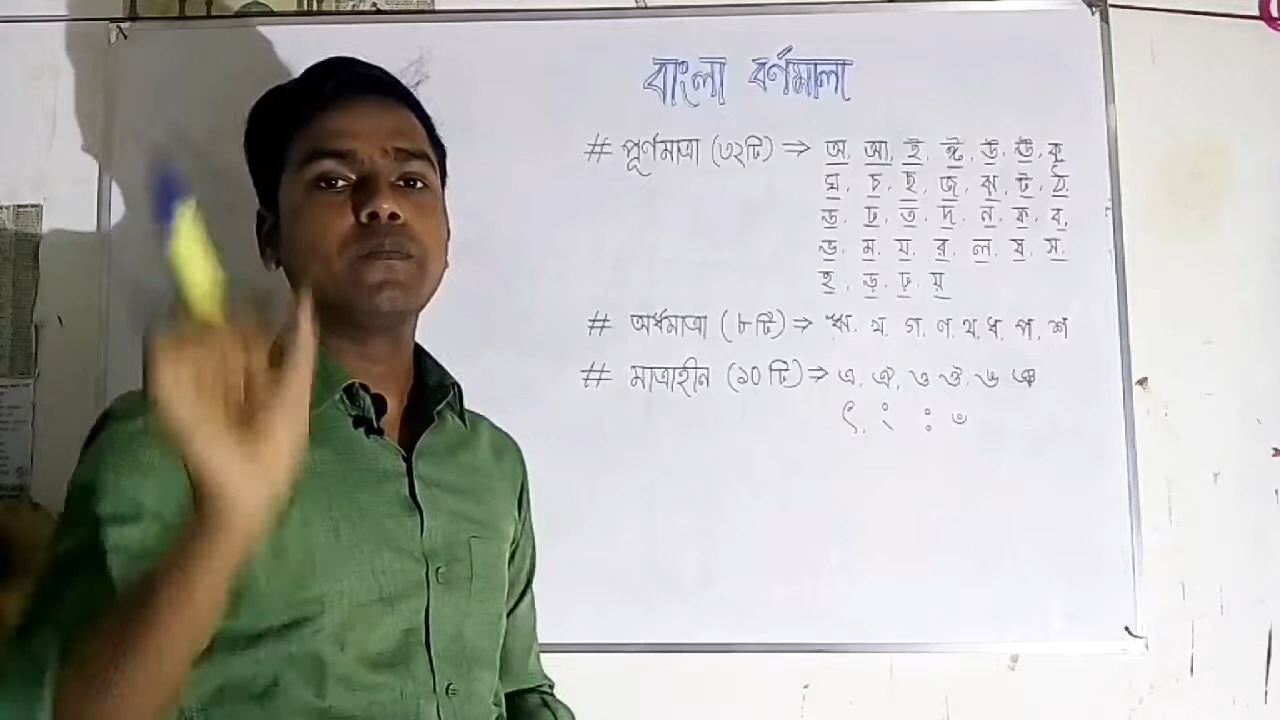 বাংলা বর্ণমালা
# পূর্ণমাত্রা (৩২টি) ⇒ অ. আ. ই. ঈ. উ. ঊ. ক
ঘ. চ. ছ. জ. ঝ. ট. ঠ.
ড. ঢ. ত. দ. ন. ফ. ব.
ভ. ম. য. র. ল. ষ. স.
হ. ড়. ঢ়. য়
# অর্ধমাত্রা (৮টি) ⇒ ঋ. খ. গ. ণ. থ. ধ. প. শ
# মাত্রাহীন (১০টি) ⇒ এ. ঐ. ও ঔ. ঙ ঞ
ৎ. ং ঃ ঁ